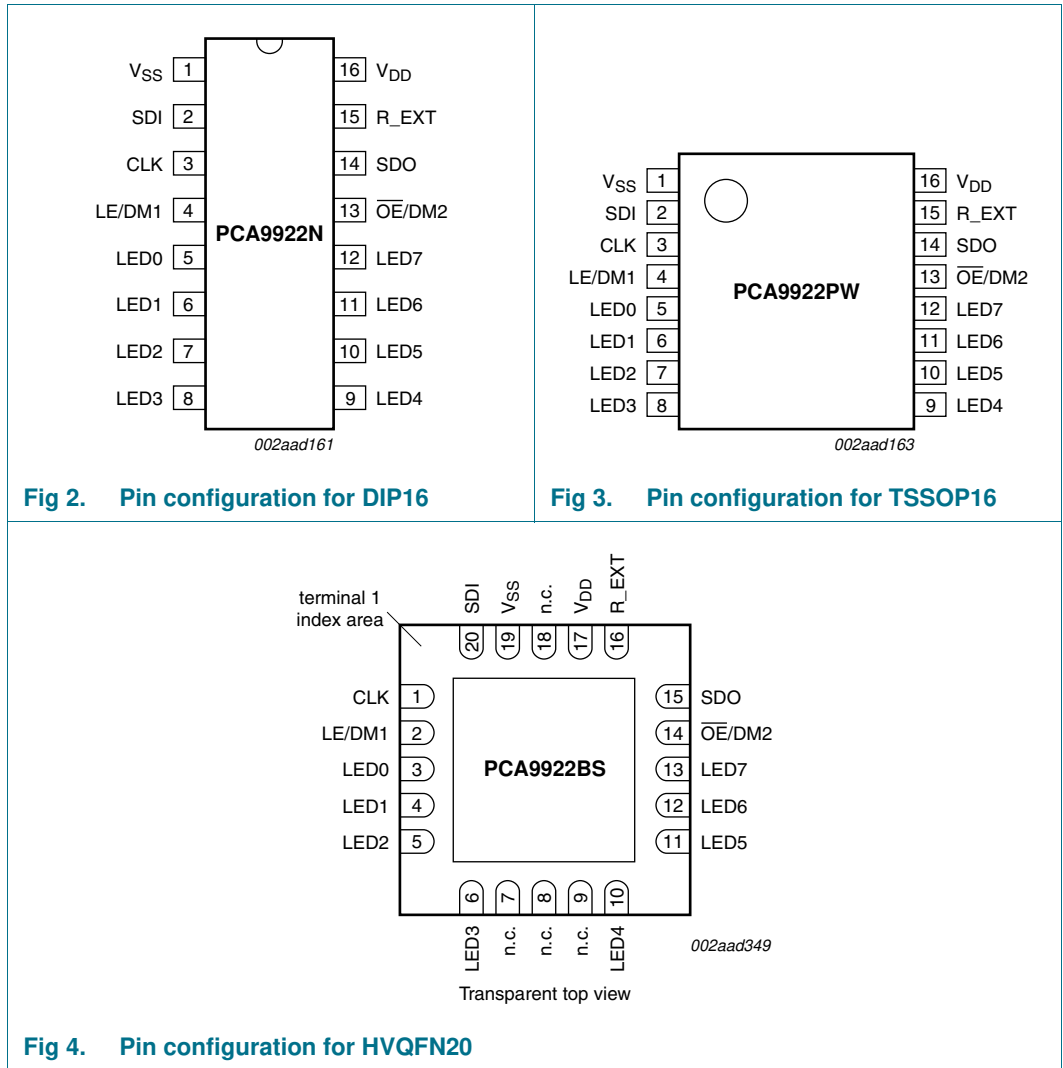 VSS 1
SDI 2
CLK 3
LE/DM1 4
LED0 5
LED1 6
LED2 7
LED3 8
PCA9922N
16 VDD
15 R_EXT
14 SDO
13 O̅E̅/DM2
12 LED7
11 LED6
10 LED5
9 LED4
002aad161
Fig 2. Pin configuration for DIP16
VSS 1
SDI 2
CLK 3
LE/DM1 4
LED0 5
LED1 6
LED2 7
LED3 8
PCA9922PW
16 VDD
15 R_EXT
14 SDO
13 O̅E̅/DM2
12 LED7
11 LED6
10 LED5
9 LED4
002aad163
Fig 3. Pin configuration for TSSOP16
terminal 1
index area
SDI 20
VSS 19
n.c. 18
VDD 17
R_EXT 16
CLK 1
LE/DM1 2
LED0 3
LED1 4
LED2 5
PCA9922BS
15 SDO
14 O̅E̅/DM2
13 LED7
12 LED6
11 LED5
LED3 6
n.c. 7
n.c. 8
n.c. 9
LED4 10
002aad349
Transparent top view
Fig 4. Pin configuration for HVQFN20